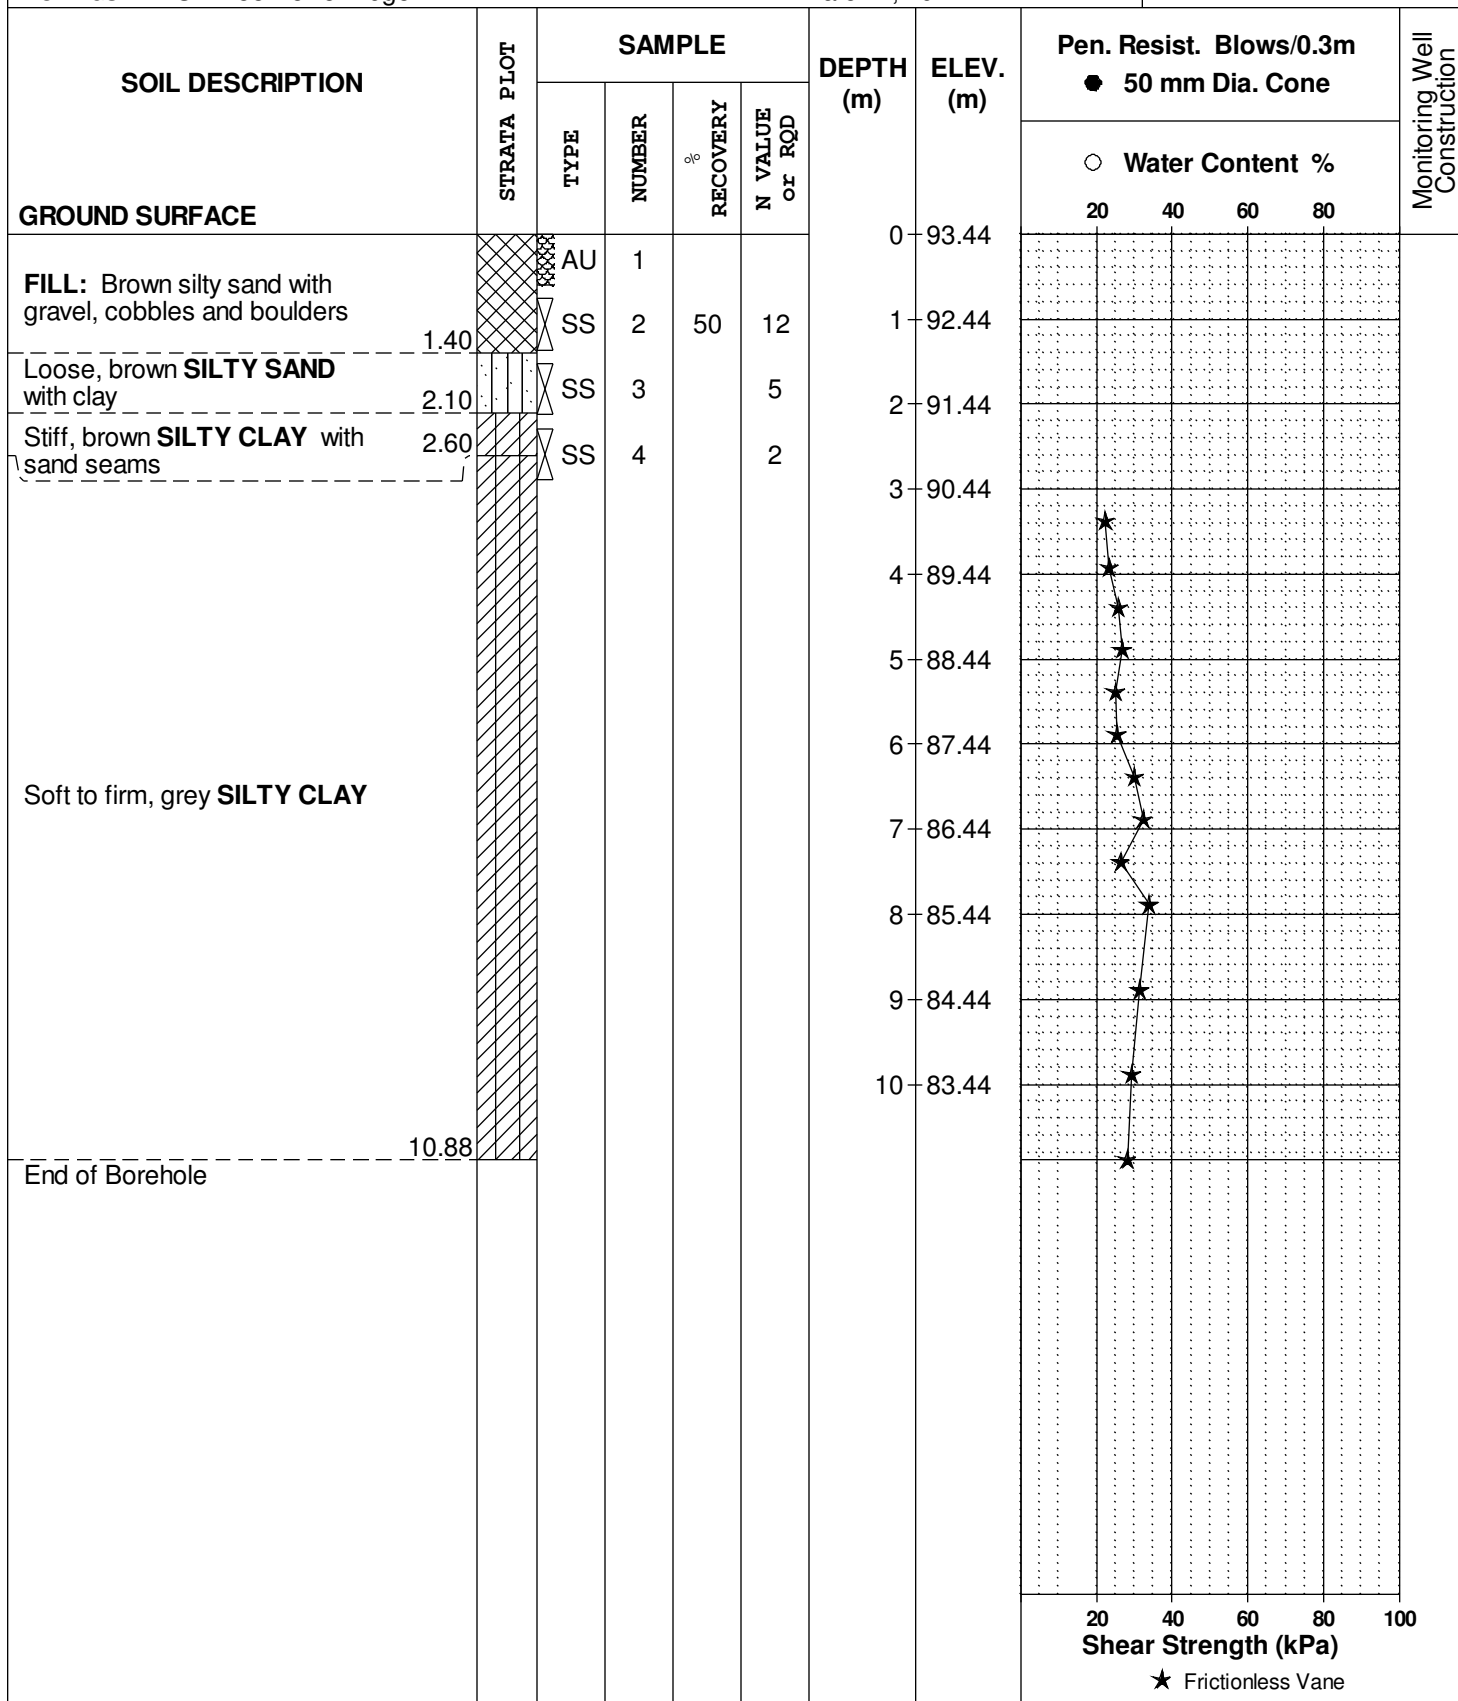 SOIL DESCRIPTION
GROUND SURFACE
STRATA PLOT
SAMPLE
TYPE
NUMBER
%
RECOVERY
N VALUE
or RQD
DEPTH
(m)
ELEV.
(m)
Pen. Resist. Blows/0.3m
● 50 mm Dia. Cone
○ Water Content %
20 40 60 80
Monitoring Well
Construction
0 93.44
FILL: Brown silty sand with
gravel, cobbles and boulders
1.40
AU 1
SS 2 50 12
1 92.44
Loose, brown SILTY SAND
with clay
2.10
SS 3 5
2 91.44
Stiff, brown SILTY CLAY with
sand seams
2.60
SS 4 2
3 90.44
4 89.44
5 88.44
6 87.44
Soft to firm, grey SILTY CLAY
7 86.44
8 85.44
9 84.44
10 83.44
10.88
End of Borehole
20 40 60 80 100
Shear Strength (kPa)
★ Frictionless Vane